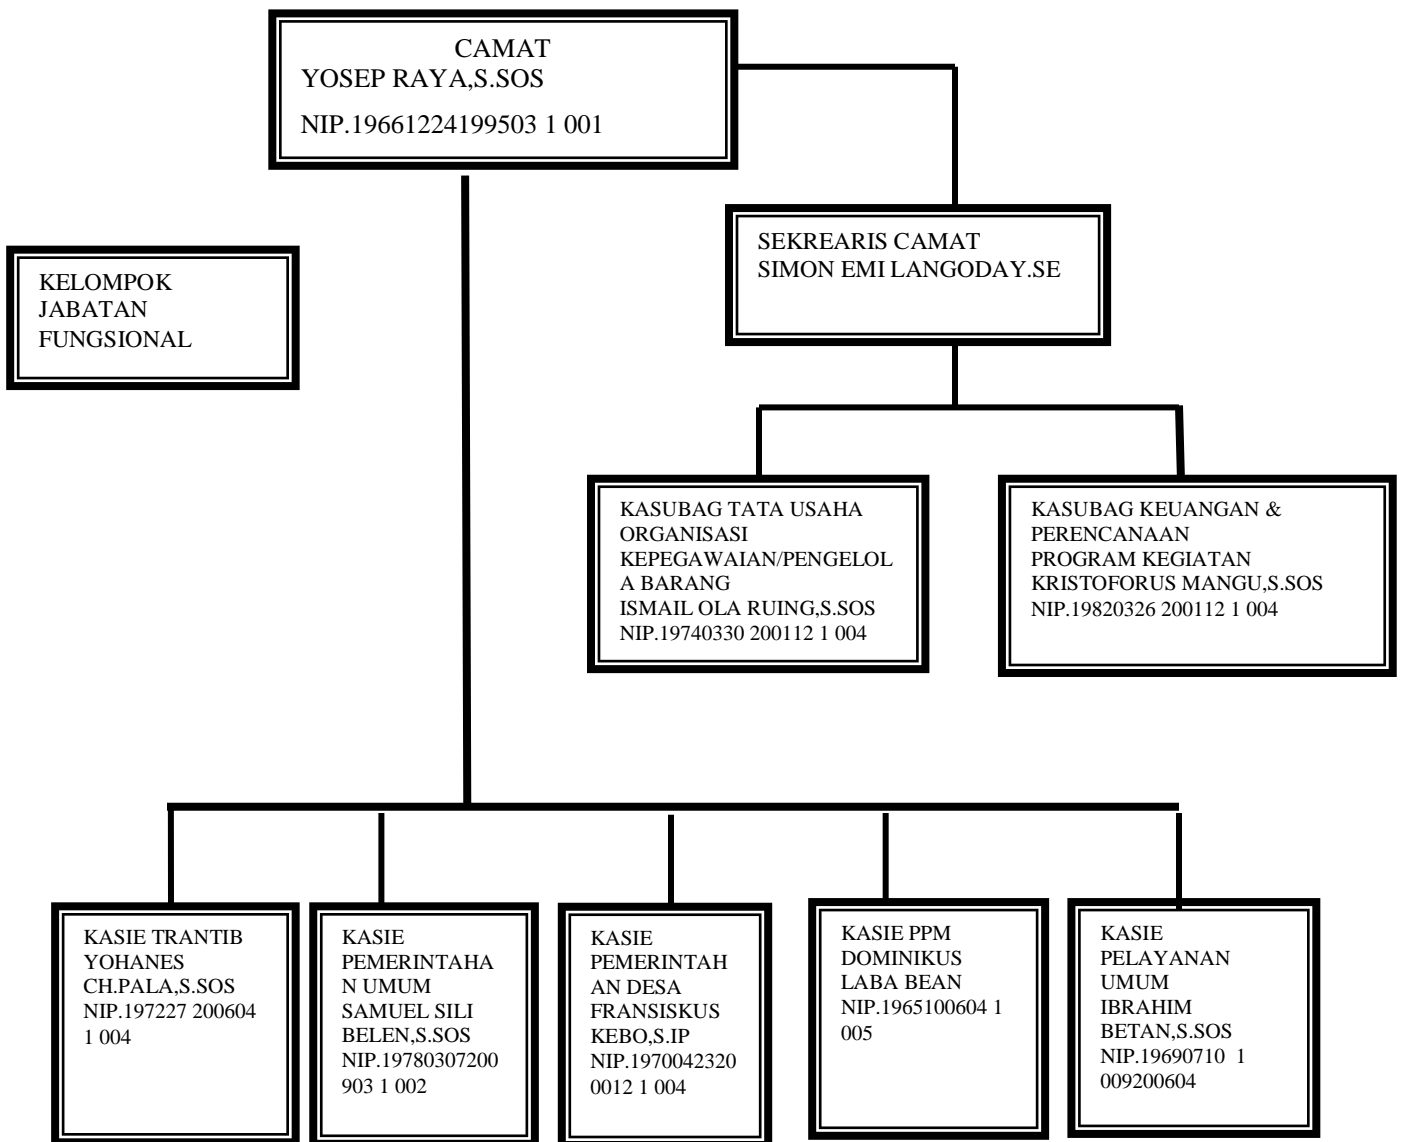 CAMAT
YOSEP RAYA,S.SOS
NIP.19661224199503 1 001
SEKREARIS CAMAT
SIMON EMI LANGODAY.SE
KELOMPOK
JABATAN
FUNGSIONAL
KASUBAG TATA USAHA
ORGANISASI
KEPEGAWAIAN/PENGELOL
A BARANG
ISMAIL OLA RUING,S.SOS
NIP.19740330 200112 1 004
KASUBAG KEUANGAN &
PERENCANAAN
PROGRAM KEGIATAN
KRISTOFORUS MANGU,S.SOS
NIP.19820326 200112 1 004
KASIE TRANTIB
YOHANES
CH.PALA,S.SOS
NIP.197227 200604
1 004
KASIE
PEMERINTAHA
N UMUM
SAMUEL SILI
BELEN,S.SOS
NIP.19780307200
903 1 002
KASIE
PEMERINTAH
AN DESA
FRANSISKUS
KEBO,S.IP
NIP.1970042320
0012 1 004
KASIE PPM
DOMINIKUS
LABA BEAN
NIP.1965100604 1
005
KASIE
PELAYANAN
UMUM
IBRAHIM
BETAN,S.SOS
NIP.19690710  1
009200604